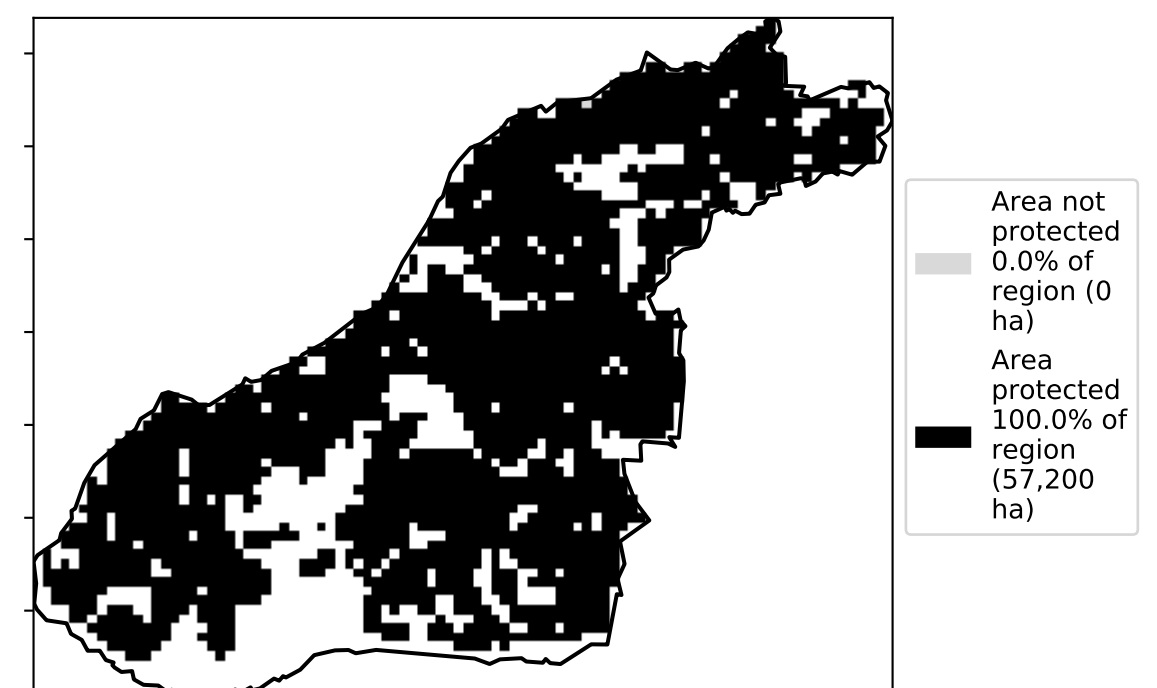 Area not
protected
0.0% of
region (0
ha)
Area
protected
100.0% of
region
(57,200
ha)